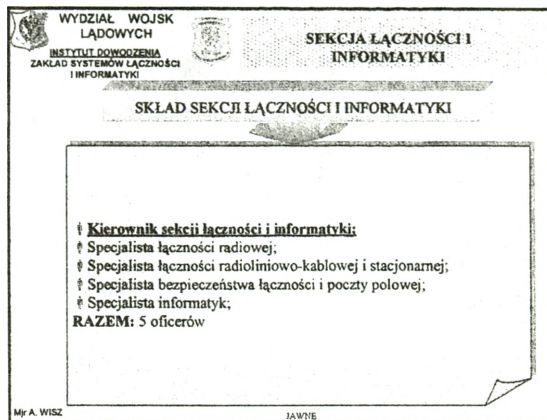 WYDZIAŁ WOJSK
LĄDOWYCH
INSTYTUT DOWODZENIA
ZAKŁAD SYSTEMÓW ŁĄCZNOŚCI
I INFORMATYKI
SEKCJA ŁĄCZNOŚCI I
INFORMATYKI
SKŁAD SEKCJI ŁĄCZNOŚCI I INFORMATYKI
Kierownik sekcji łączności i informatyki;
Specjalista łączności radiowej;
Specjalista łączności radioliniowo-kablowej i stacjonarnej;
Specjalista bezpieczeństwa łączności i poczty polowej;
Specjalista informatyk;
RAZEM: 5 oficerów
Mjr A. WISZ
JAWNE